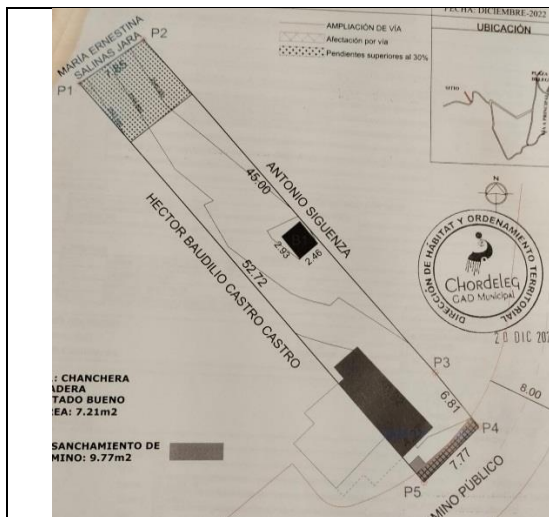 FECHA: DICIEMBRE-2022
AMPLIACIÓN DE VÍA
Afectación por vía
Pendientes superiores al 30%
UBICACIÓN
SITIO
MARÍA ERNESTINA
SALINAS JARA
P1
7.85
P2
45.00
ANTONIO SIGUENZA
2.93
2.46
HECTOR BAUDILIO CASTRO CASTRO
52.72
N
DIRECCIÓN DE HÁBITAT Y ORDENAMIENTO TERRITORIAL
CHORDELEG
GAD Municipal
20 DIC 202
P3
6.81
8.00
P4
7.77
P5
MINO PÚBLICO
.: CHANCHERA
ADERA
TADO BUENO
EA: 7.21m2
SANCHAMIENTO DE
MINO: 9.77m2